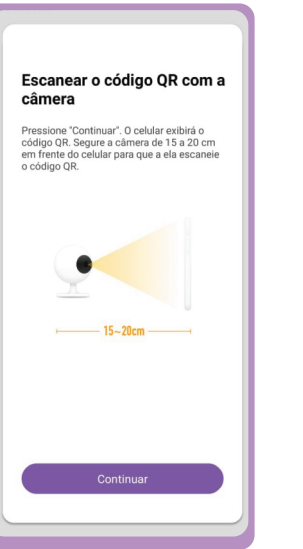 Escanear o código QR com a
câmera
Pressione "Continuar". O celular exibirá o
código QR. Segure a câmera de 15 a 20 cm
em frente do celular para que a ela escaneie
o código QR.
15~20cm
Continuar